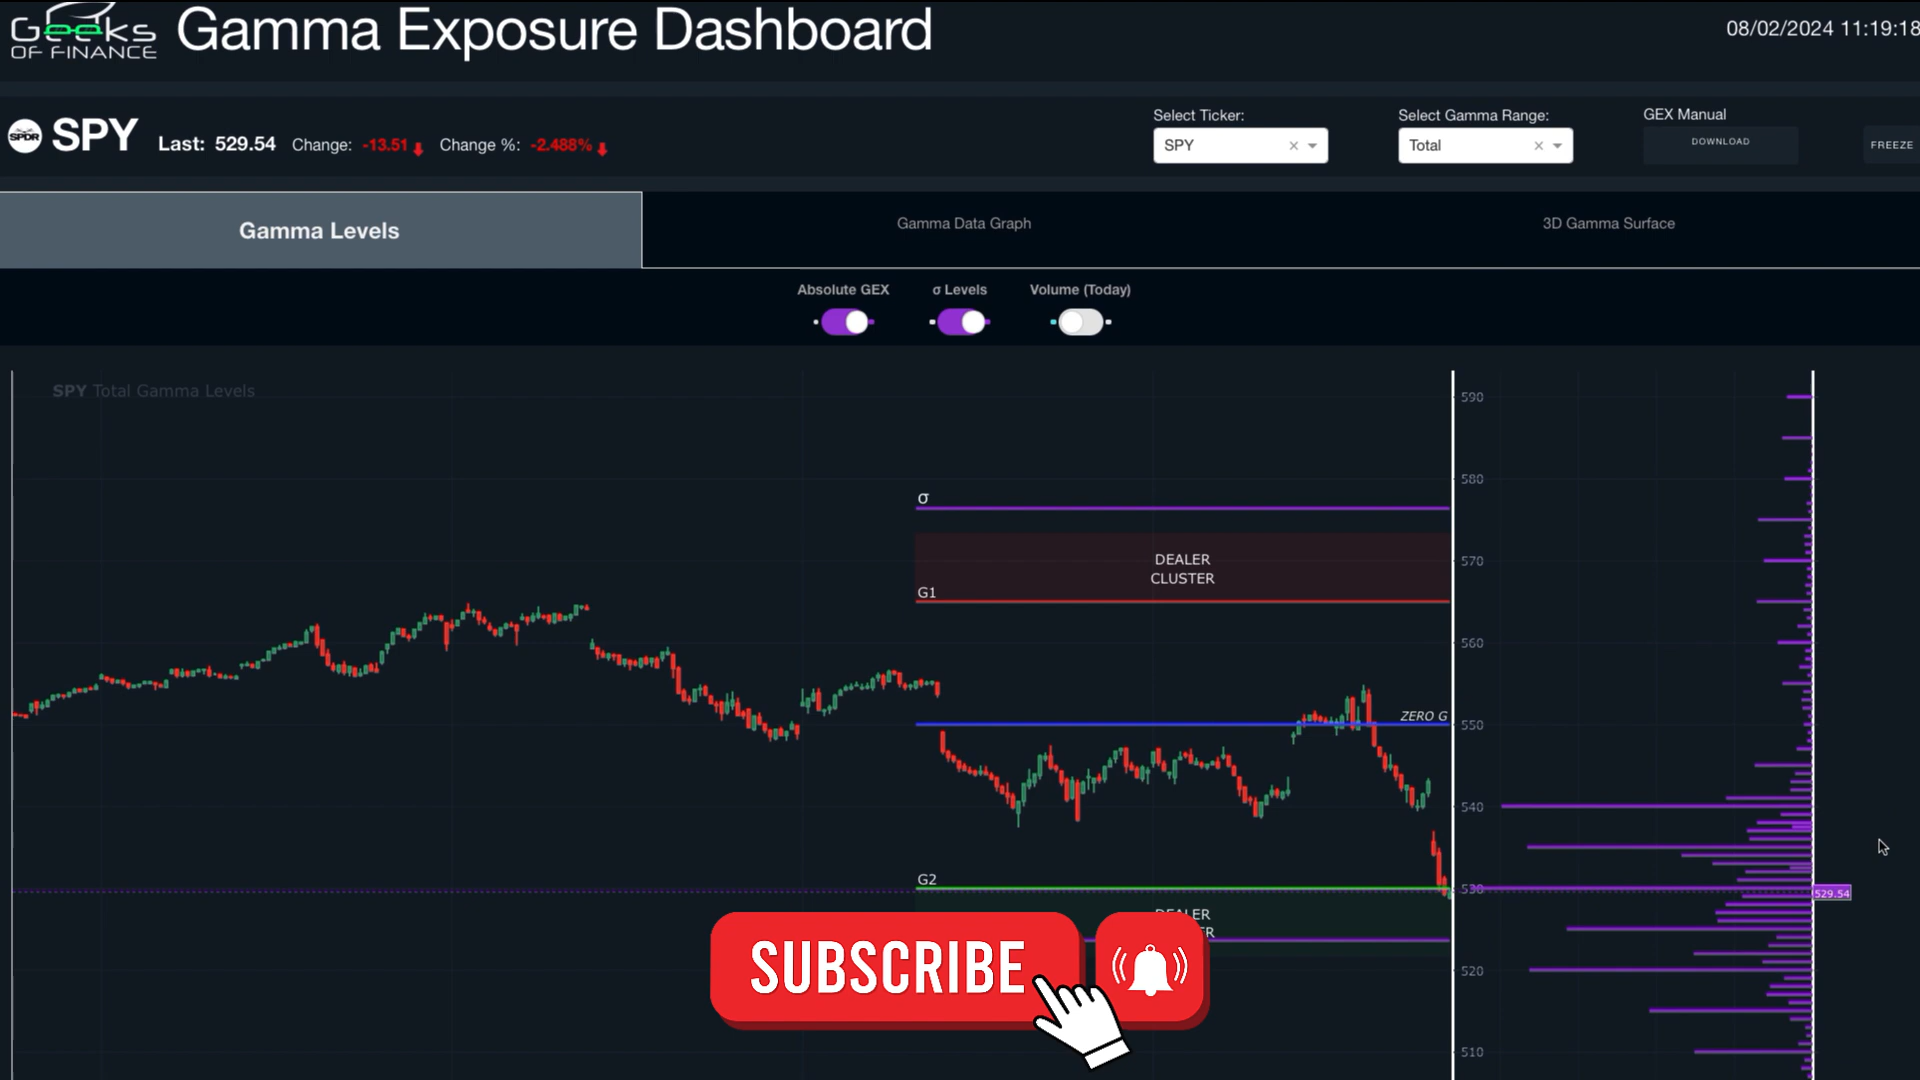 Geeks
OF FINANCE
Gamma Exposure Dashboard
08/02/2024 11:19:18
SPDR
SPY
Last: 529.54
Change: -13.51
Change %: -2.488%
Select Ticker:
SPY
Select Gamma Range:
Total
GEX Manual
DOWNLOAD
FREEZE
Gamma Levels
Gamma Data Graph
3D Gamma Surface
Absolute GEX
σ Levels
Volume (Today)
SPY Total Gamma Levels
590
580
σ
DEALER
CLUSTER
570
G1
560
ZERO G
550
540
G2
530
529.54
SUBSCRIBE
520
510